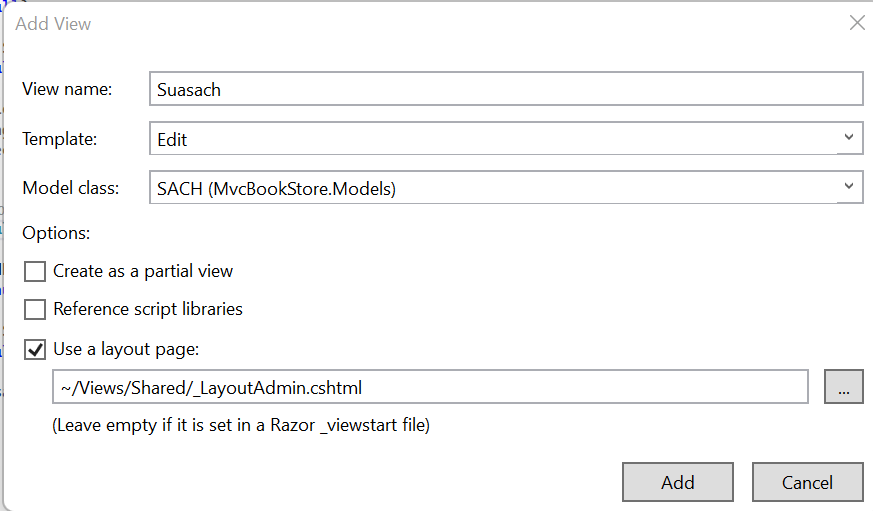 Add View
View name:
Suasach
Template:
Edit
Model class:
SACH (MvcBookStore.Models)
Options:
Create as a partial view
Reference script libraries
Use a layout page:
~/Views/Shared/_LayoutAdmin.cshtml
...
(Leave empty if it is set in a Razor _viewstart file)
Add
Cancel